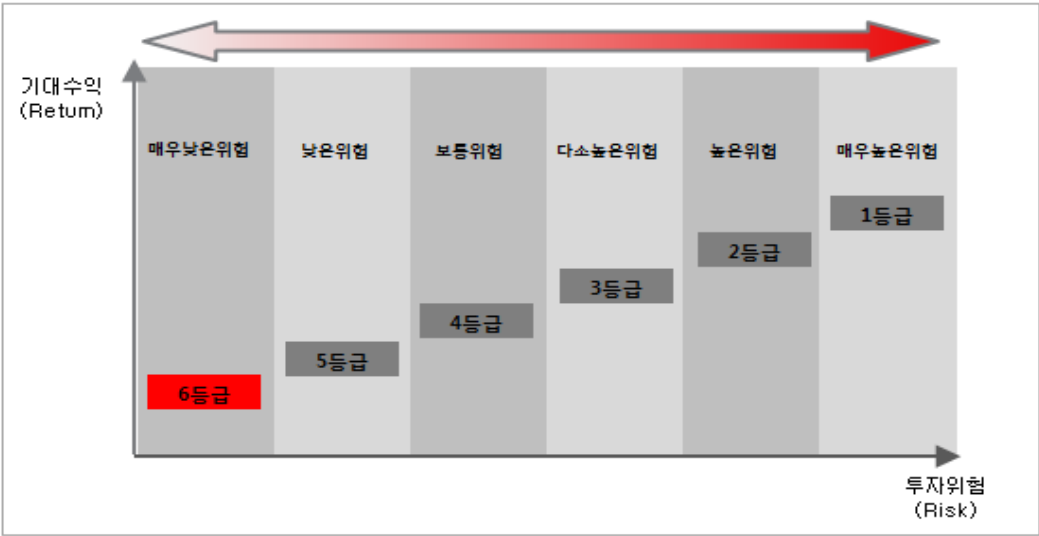 기대수익
(Return)
매우낮은위험
낮은위험
보통위험
다소높은위험
높은위험
매우높은위험
1등급
2등급
3등급
4등급
5등급
6등급
투자위험
(Risk)